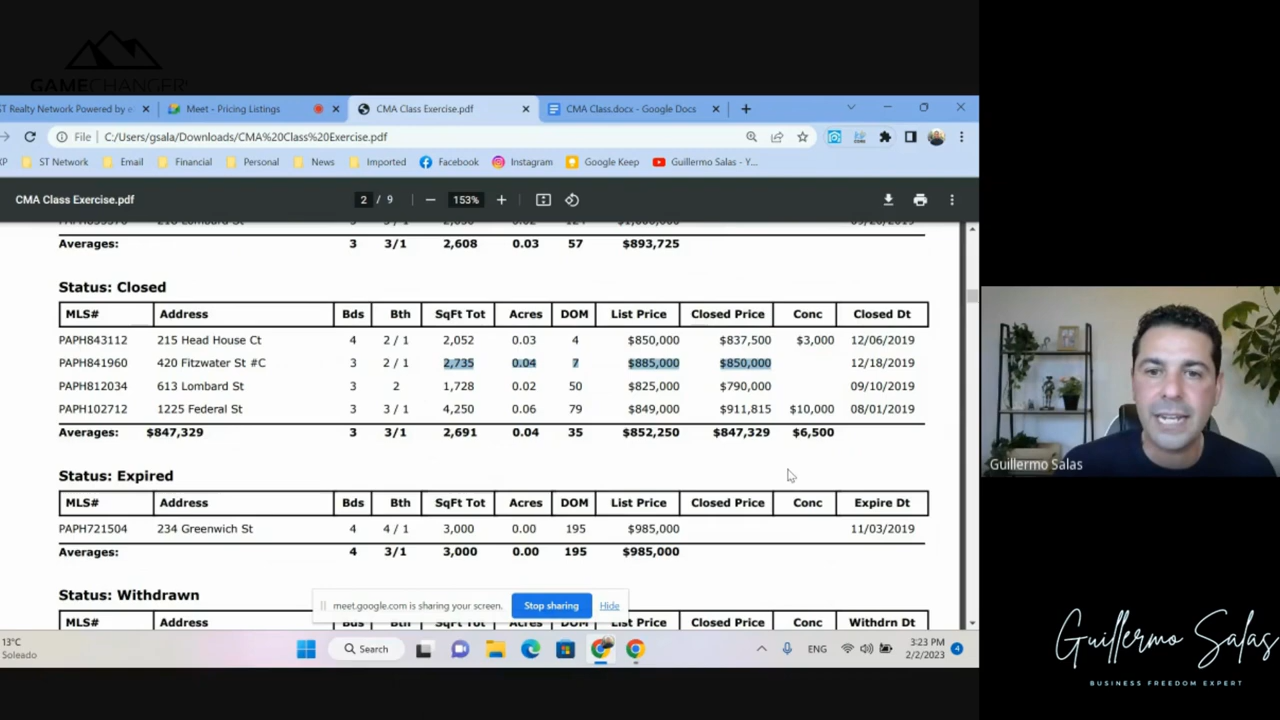 GAMECHANGER
ST Realty Network Powered by e
Meet - Pricing Listings
CMA Class Exercise.pdf
CMA Class.docx - Google Docs
File
C:/Users/gsala/Downloads/CMA%20Class%20Exercise.pdf
XP
ST Network
Email
Financial
Personal
News
Imported
Facebook
Instagram
Google Keep
Guillermo Salas - Y...
CMA Class Exercise.pdf
2 / 9
153%
Averages: 3 3/1 2,608 0.03 57 $893,725
Status: Closed
MLS# Address Bds Bth SqFt Tot Acres DOM List Price Closed Price Conc Closed Dt
PAPH843112 215 Head House Ct 4 2 / 1 2,052 0.03 4 $850,000 $837,500 $3,000 12/06/2019
PAPH841960 420 Fitzwater St #C 3 2 / 1 2,735 0.04 7 $885,000 $850,000 12/18/2019
PAPH812034 613 Lombard St 3 2 1,728 0.02 50 $825,000 $790,000 09/10/2019
PAPH102712 1225 Federal St 3 3 / 1 4,250 0.06 79 $849,000 $911,815 $10,000 08/01/2019
Averages: $847,329 3 3/1 2,691 0.04 35 $852,250 $847,329 $6,500
Status: Expired
MLS# Address Bds Bth SqFt Tot Acres DOM List Price Closed Price Conc Expire Dt
PAPH721504 234 Greenwich St 4 4 / 1 3,000 0.00 195 $985,000 11/03/2019
Averages: 4 3/1 3,000 0.00 195 $985,000
Status: Withdrawn
MLS# Address Bds Bth SqFt Tot Acres DOM List Price Closed Price Conc Withdrn Dt
meet.google.com is sharing your screen.
Stop sharing
Hide
13°C
Soleado
Search
ENG
3:23 PM
2/2/2023
4
Guillermo Salas
Guillermo Salas
BUSINESS FREEDOM EXPERT